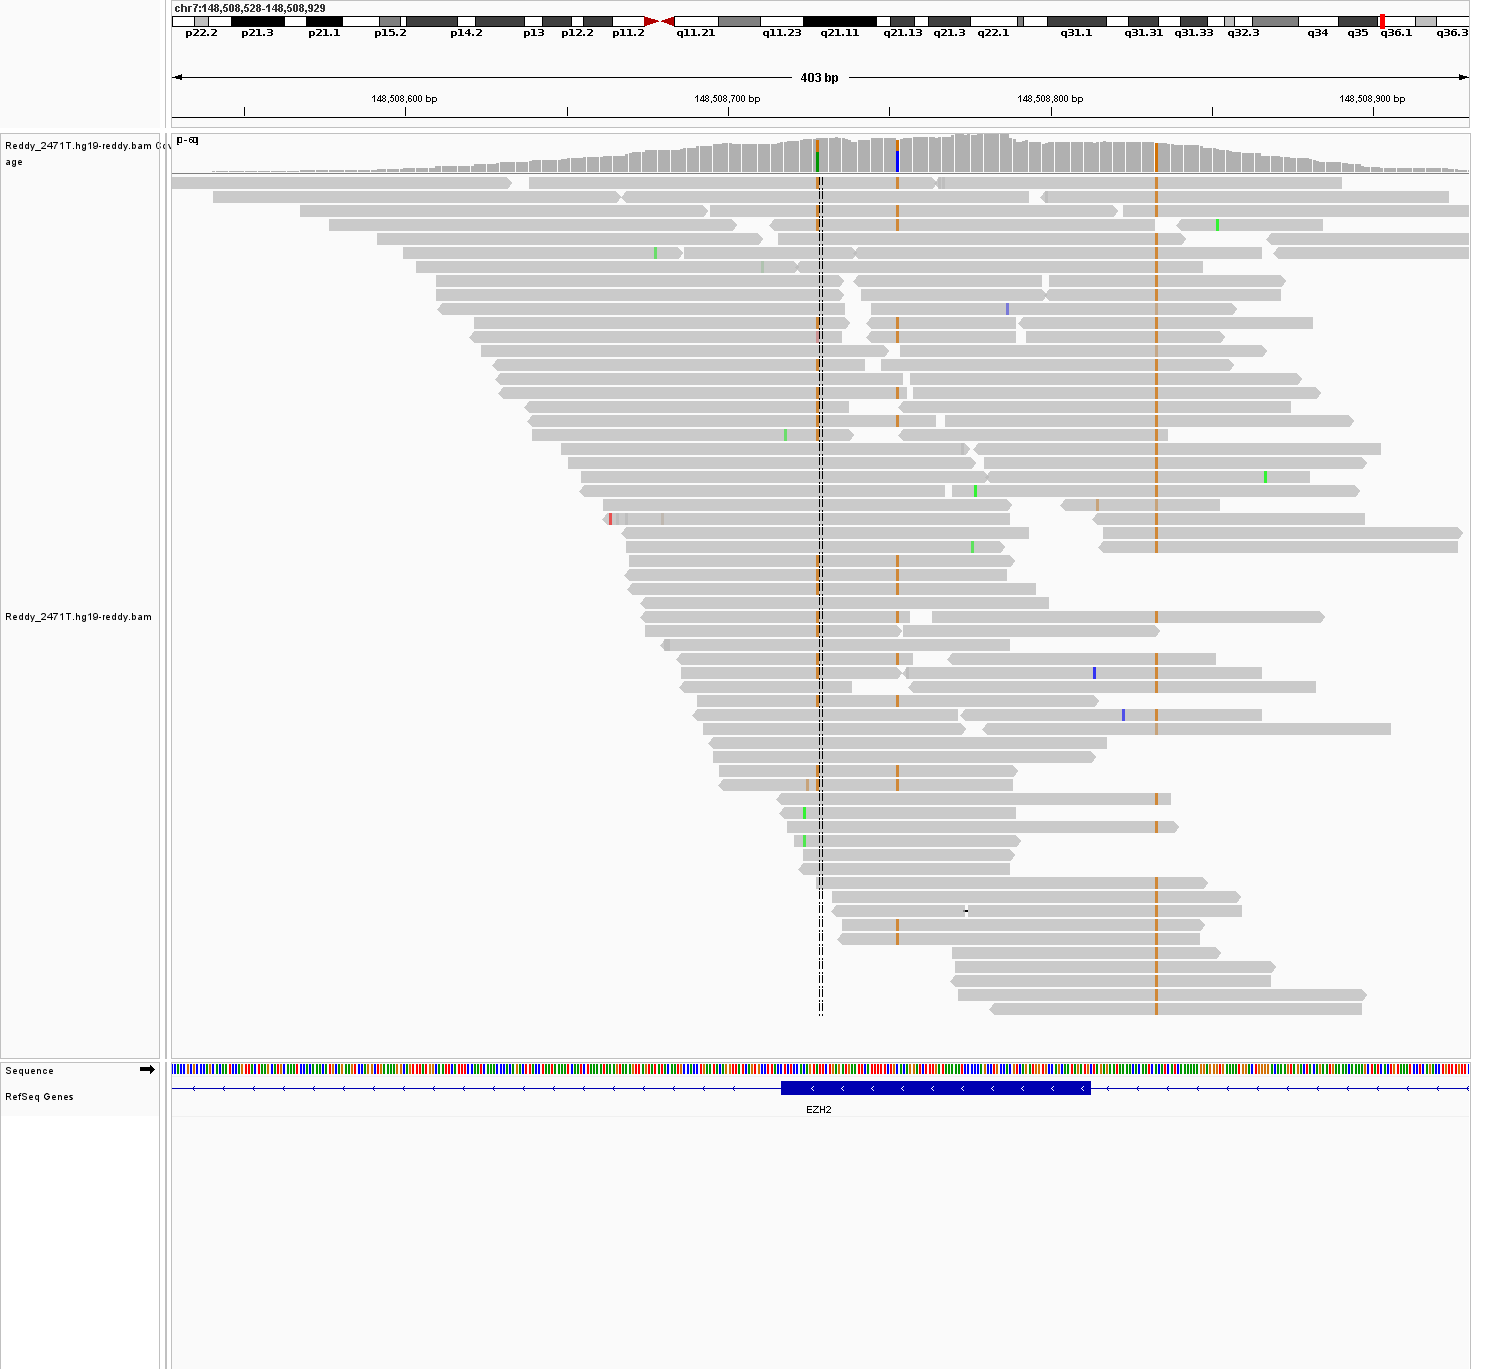 chr7:148,508,528-148,508,929
p22.2 p21.3 p21.1 p15.2 p14.2 p13 p12.2 p11.2 q11.21 q11.23 q21.11 q21.13 q21.3 q22.1 q31.1 q31.31 q31.33 q32.3 q34 q35 q36.1 q36.3
403 bp
148,508,600 bp 148,508,700 bp 148,508,800 bp 148,508,900 bp
Reddy_2471T.hg19-reddy.bam Cov
age
Reddy_2471T.hg19-reddy.bam
Sequence
RefSeq Genes
EZH2